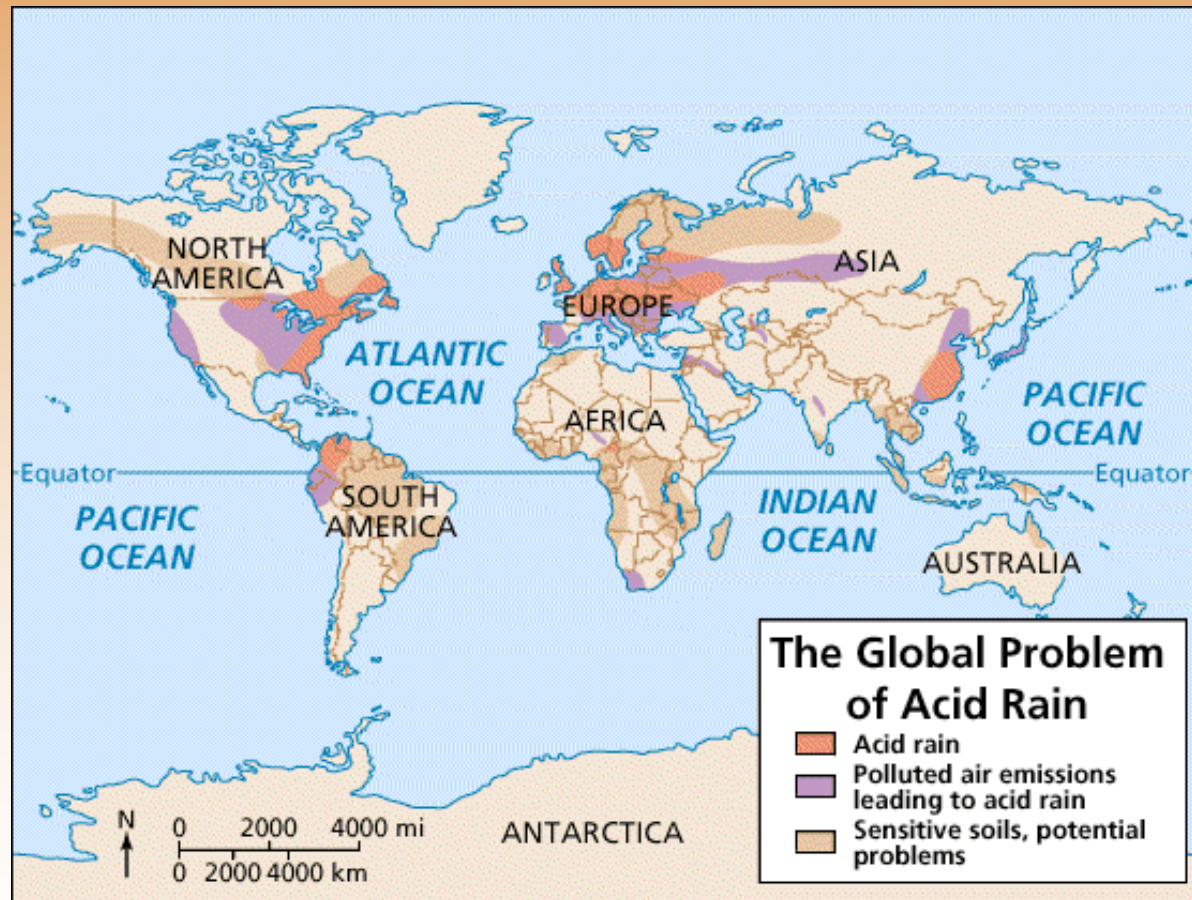 NORTH
AMERICA
ASIA
EUROPE
ATLANTIC
OCEAN
PACIFIC
OCEAN
AFRICA
Equator
Equator
SOUTH
AMERICA
INDIAN
OCEAN
PACIFIC
OCEAN
AUSTRALIA
The Global Problem
of Acid Rain
Acid rain
Polluted air emissions
leading to acid rain
Sensitive soils, potential
problems
N
0 2000 4000 mi
0 2000 4000 km
ANTARCTICA